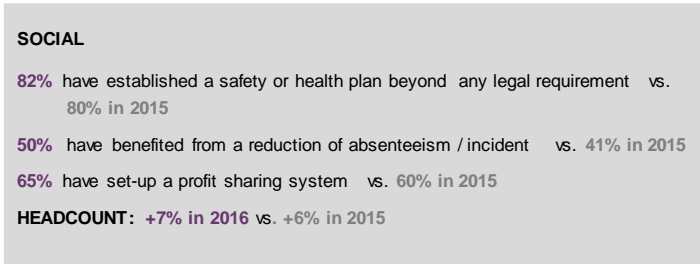 SOCIAL
82% have established a safety or health plan beyond any legal requirement vs.
80% in 2015
50% have benefited from a reduction of absenteeism / incident vs. 41% in 2015
65% have set-up a profit sharing system vs. 60% in 2015
HEADCOUNT: +7% in 2016 vs. +6% in 2015